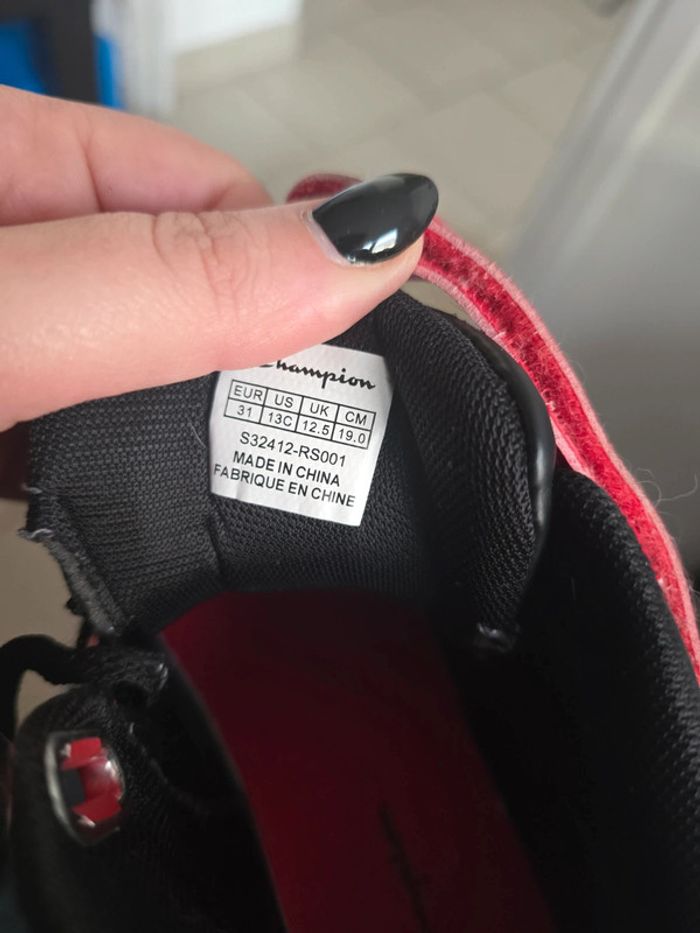 Champion
EUR US UK CM
31 13C 12.5 19.0
S32412-RS001
MADE IN CHINA
FABRIQUE EN CHINE